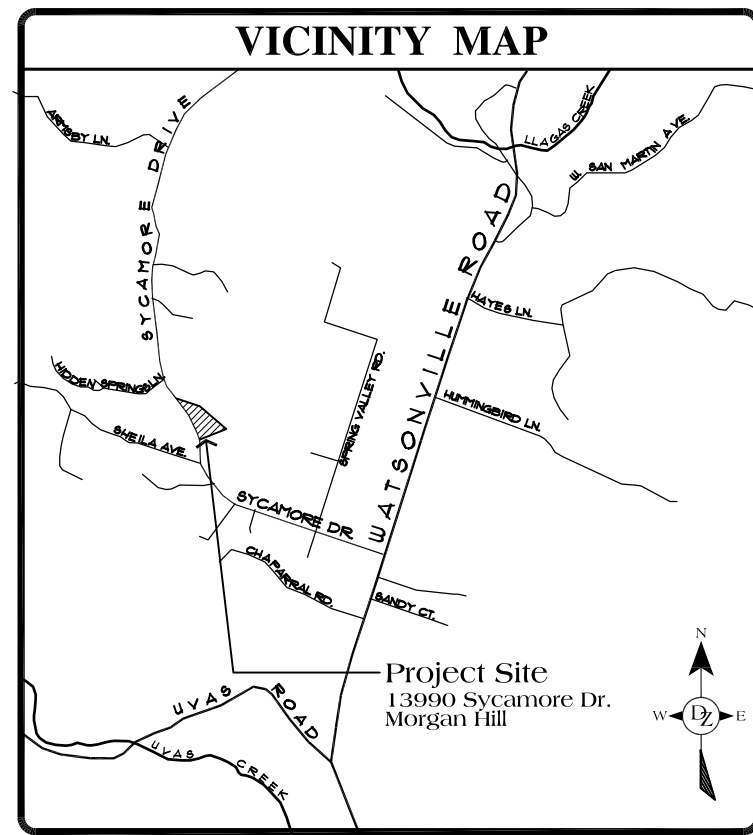 VICINITY MAP
ARMSBY LN.
SYCAMORE DRIVE
LLAGAS CREEK
E. SAN MARTIN AVE.
WATSONVILLE ROAD
HAYES LN.
HIDDEN SPRINGS LN.
SPRING VALLEY RD.
HUMMINGBIRD LN.
SHEILA AVE.
SYCAMORE DR
CHAPARRAL RD.
SANDY CT.
Project Site
13990 Sycamore Dr.
Morgan Hill
UVAS ROAD
UVAS CREEK
N
W DZ E